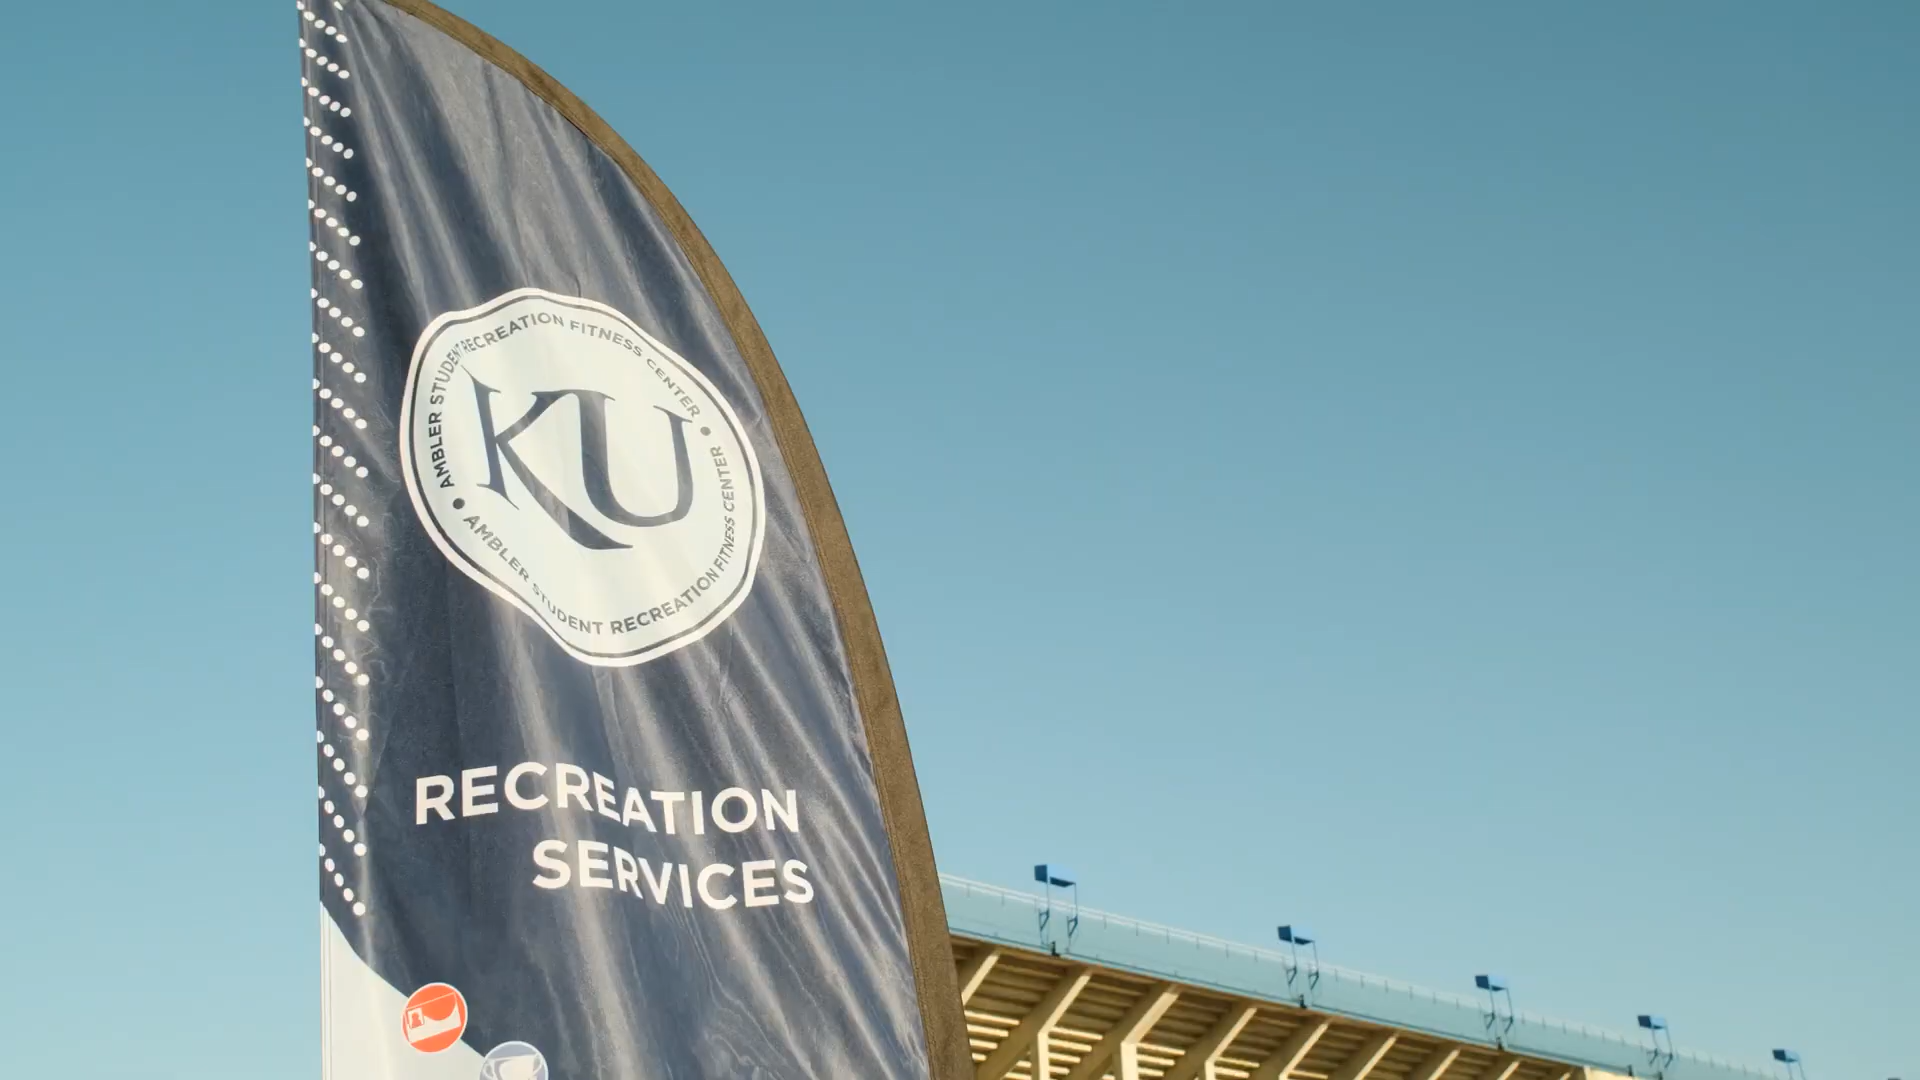 AMBLER STUDENT RECREATION FITNESS CENTER •
AMBLER STUDENT RECREATION FITNESS CENTER •
KU
RECREATION
SERVICES